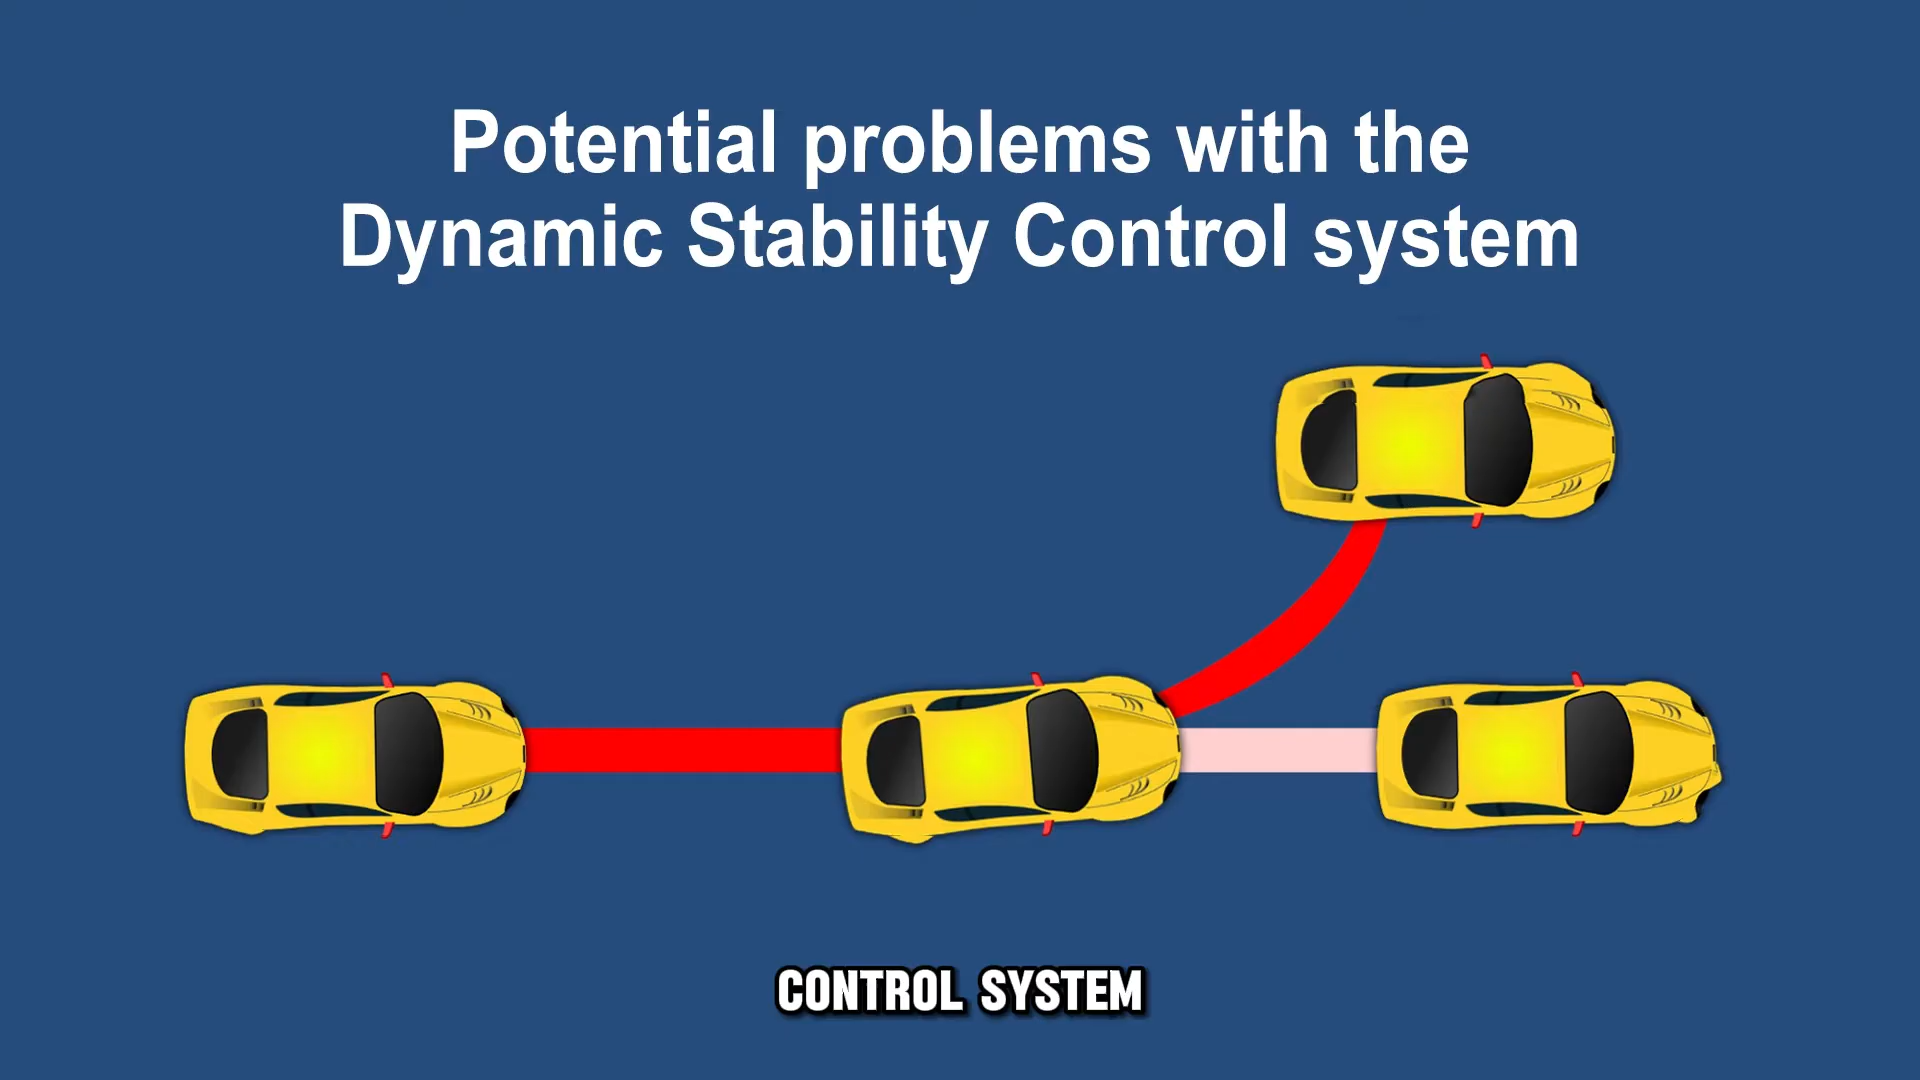 Potential problems with the
Dynamic Stability Control system
CONTROL SYSTEM